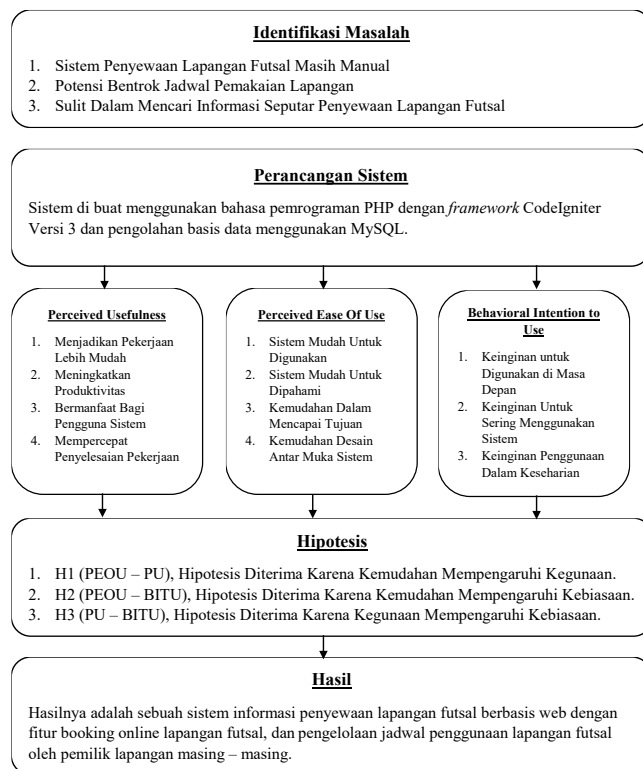 Identifikasi Masalah
1. Sistem Penyewaan Lapangan Futsal Masih Manual
2. Potensi Bentrok Jadwal Pemakaian Lapangan
3. Sulit Dalam Mencari Informasi Seputar Penyewaan Lapangan Futsal
Perancangan Sistem
Sistem di buat menggunakan bahasa pemrograman PHP dengan framework CodeIgniter
Versi 3 dan pengolahan basis data menggunakan MySQL.
Perceived Usefulness
1. Menjadikan Pekerjaan
Lebih Mudah
2. Meningkatkan
Produktivitas
3. Bermanfaat Bagi
Pengguna Sistem
4. Mempercepat
Penyelesaian Pekerjaan
Perceived Ease Of Use
1. Sistem Mudah Untuk
Digunakan
2. Sistem Mudah Untuk
Dipahami
3. Kemudahan Dalam
Mencapai Tujuan
4. Kemudahan Desain
Antar Muka Sistem
Behavioral Intention to
Use
1. Keinginan untuk
Digunakan di Masa
Depan
2. Keinginan Untuk
Sering Menggunakan
Sistem
3. Keinginan Penggunaan
Dalam Keseharian
Hipotesis
1. H1 (PEOU – PU), Hipotesis Diterima Karena Kemudahan Mempengaruhi Kegunaan.
2. H2 (PEOU – BITU), Hipotesis Diterima Karena Kemudahan Mempengaruhi Kebiasaan.
3. H3 (PU – BITU), Hipotesis Diterima Karena Kegunaan Mempengaruhi Kebiasaan.
Hasil
Hasilnya adalah sebuah sistem informasi penyewaan lapangan futsal berbasis web dengan
fitur booking online lapangan futsal, dan pengelolaan jadwal penggunaan lapangan futsal
oleh pemilik lapangan masing – masing.